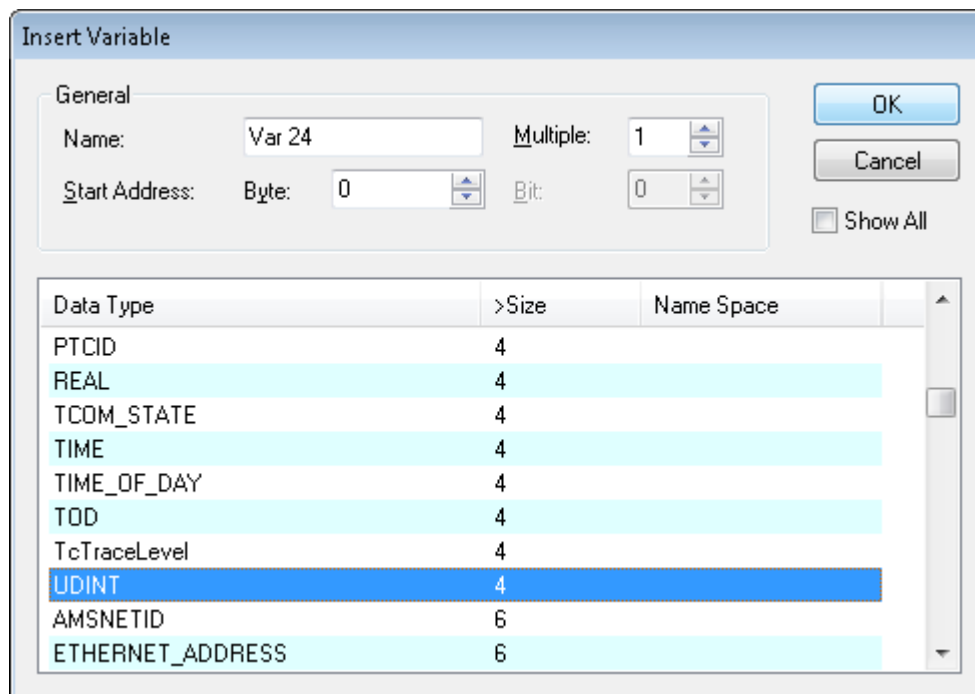 Insert Variable
General
OK
Name: Var 24 Multiple: 1
Cancel
Start Address: Byte: 0 Bit: 0
Show All
Data Type >Size Name Space
PTCID 4
REAL 4
TCOM_STATE 4
TIME 4
TIME_OF_DAY 4
TOD 4
TcTraceLevel 4
UDINT 4
AMSNETID 6
ETHERNET_ADDRESS 6